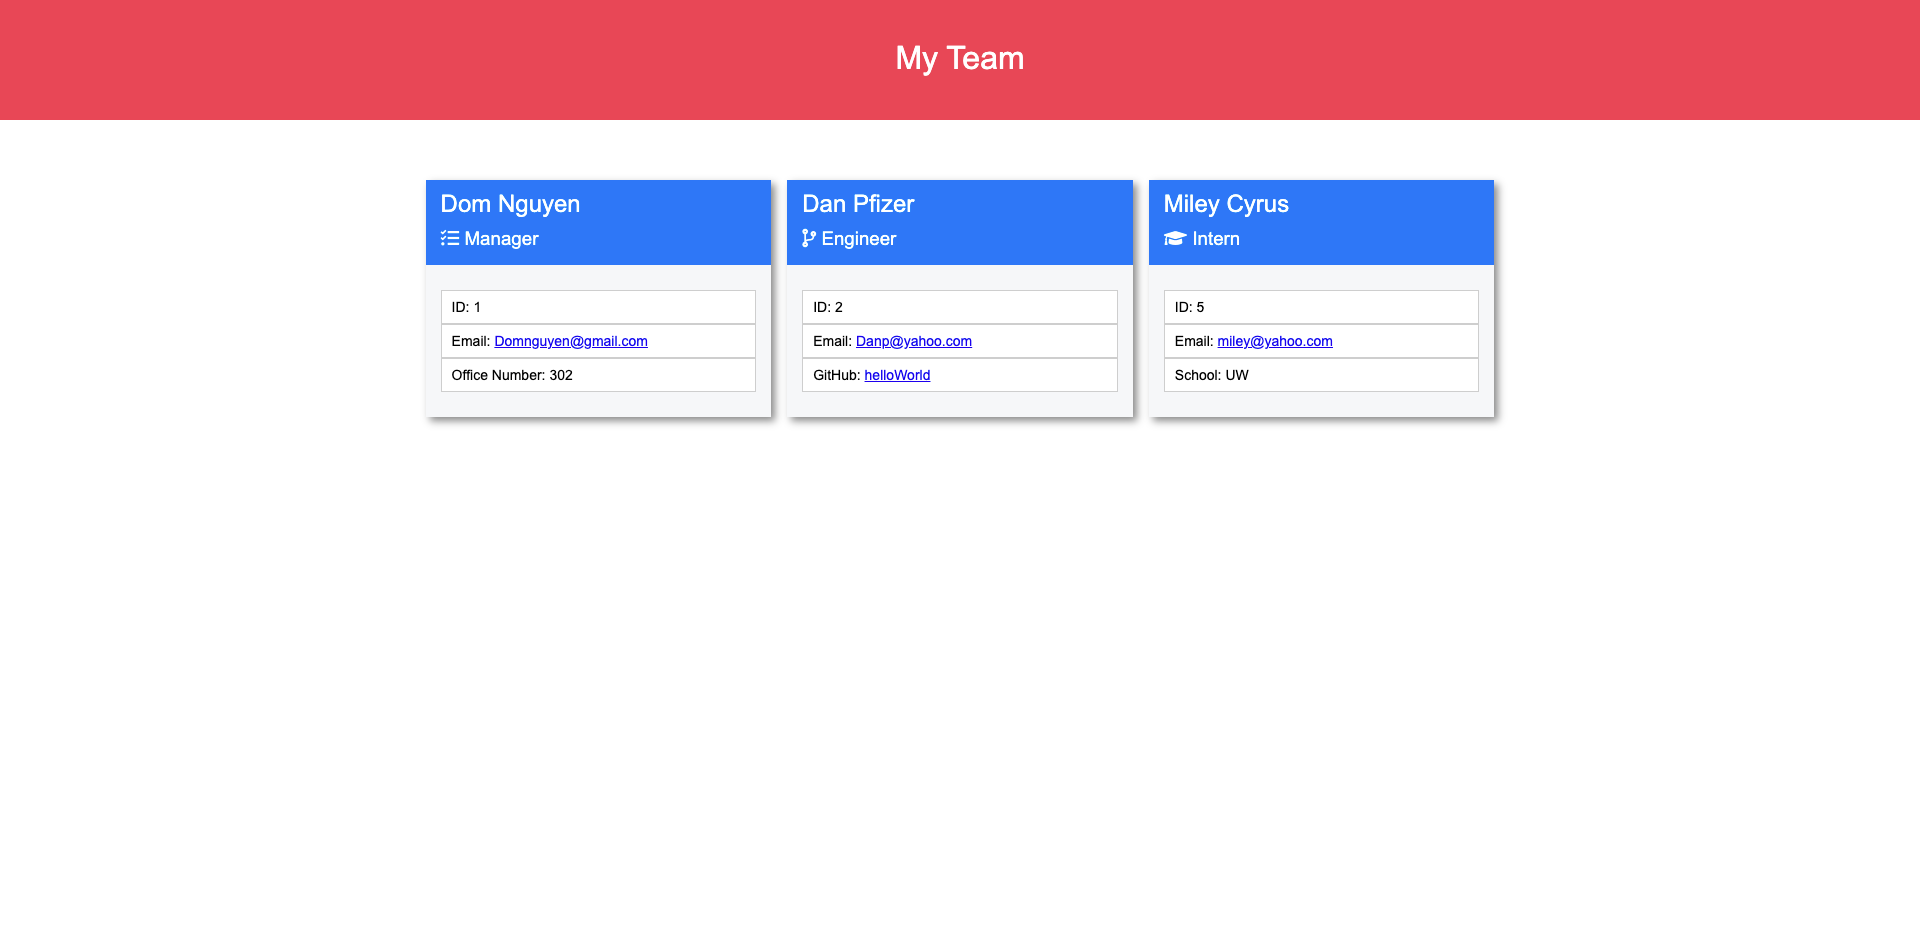 My Team
Dom Nguyen
Manager
ID: 1
Email: Domnguyen@gmail.com
Office Number: 302
Dan Pfizer
Engineer
ID: 2
Email: Danp@yahoo.com
GitHub: helloWorld
Miley Cyrus
Intern
ID: 5
Email: miley@yahoo.com
School: UW